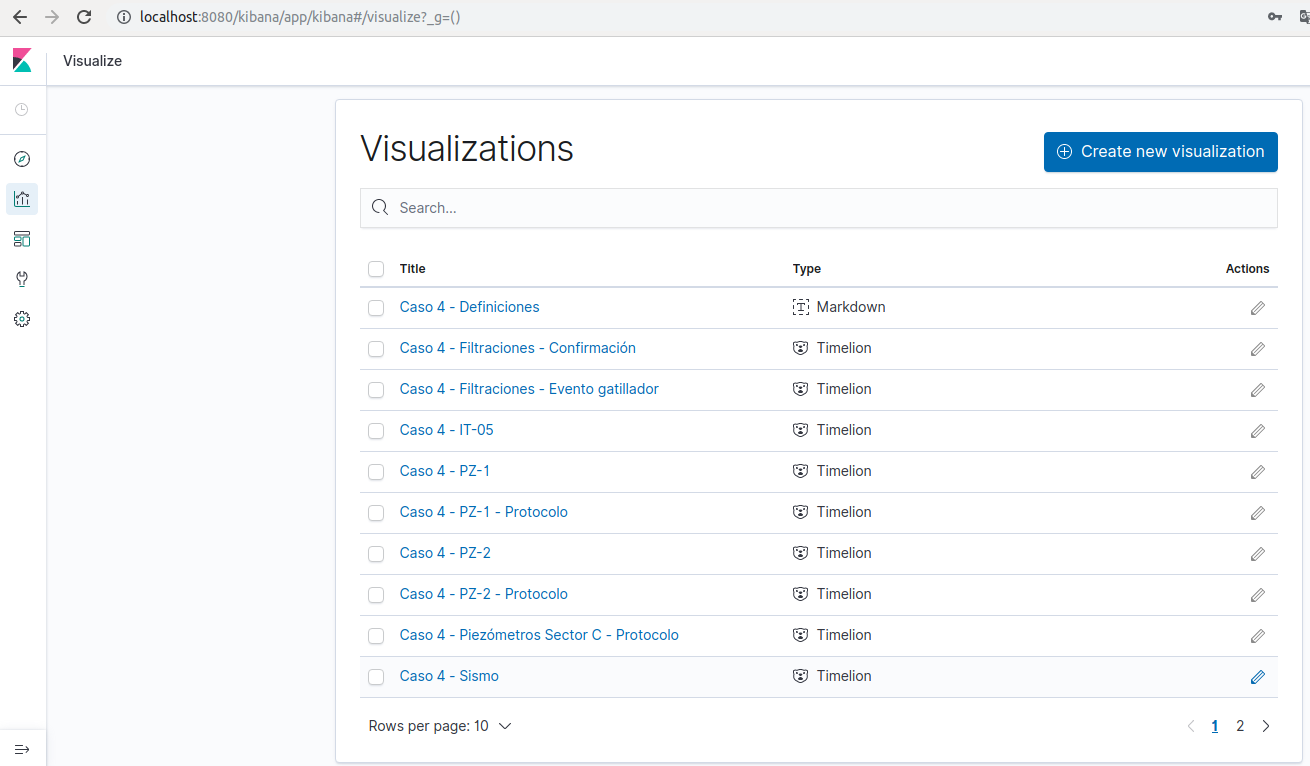 localhost:8080/kibana/app/kibana#/visualize?_g=()
Visualize
Visualizations
Create new visualization
Search...
Title Type Actions
Caso 4 - Definiciones Markdown
Caso 4 - Filtraciones - Confirmación Timelion
Caso 4 - Filtraciones - Evento gatillador Timelion
Caso 4 - IT-05 Timelion
Caso 4 - PZ-1 Timelion
Caso 4 - PZ-1 - Protocolo Timelion
Caso 4 - PZ-2 Timelion
Caso 4 - PZ-2 - Protocolo Timelion
Caso 4 - Piezómetros Sector C - Protocolo Timelion
Caso 4 - Sismo Timelion
Rows per page: 10 1 2